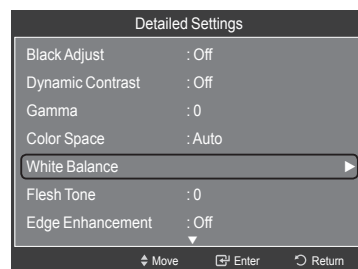 Detailed Settings
Black Adjust : Off
Dynamic Contrast : Off
Gamma : 0
Color Space : Auto
White Balance ▶
Flesh Tone : 0
Edge Enhancement : Off
▼
Move Enter Return